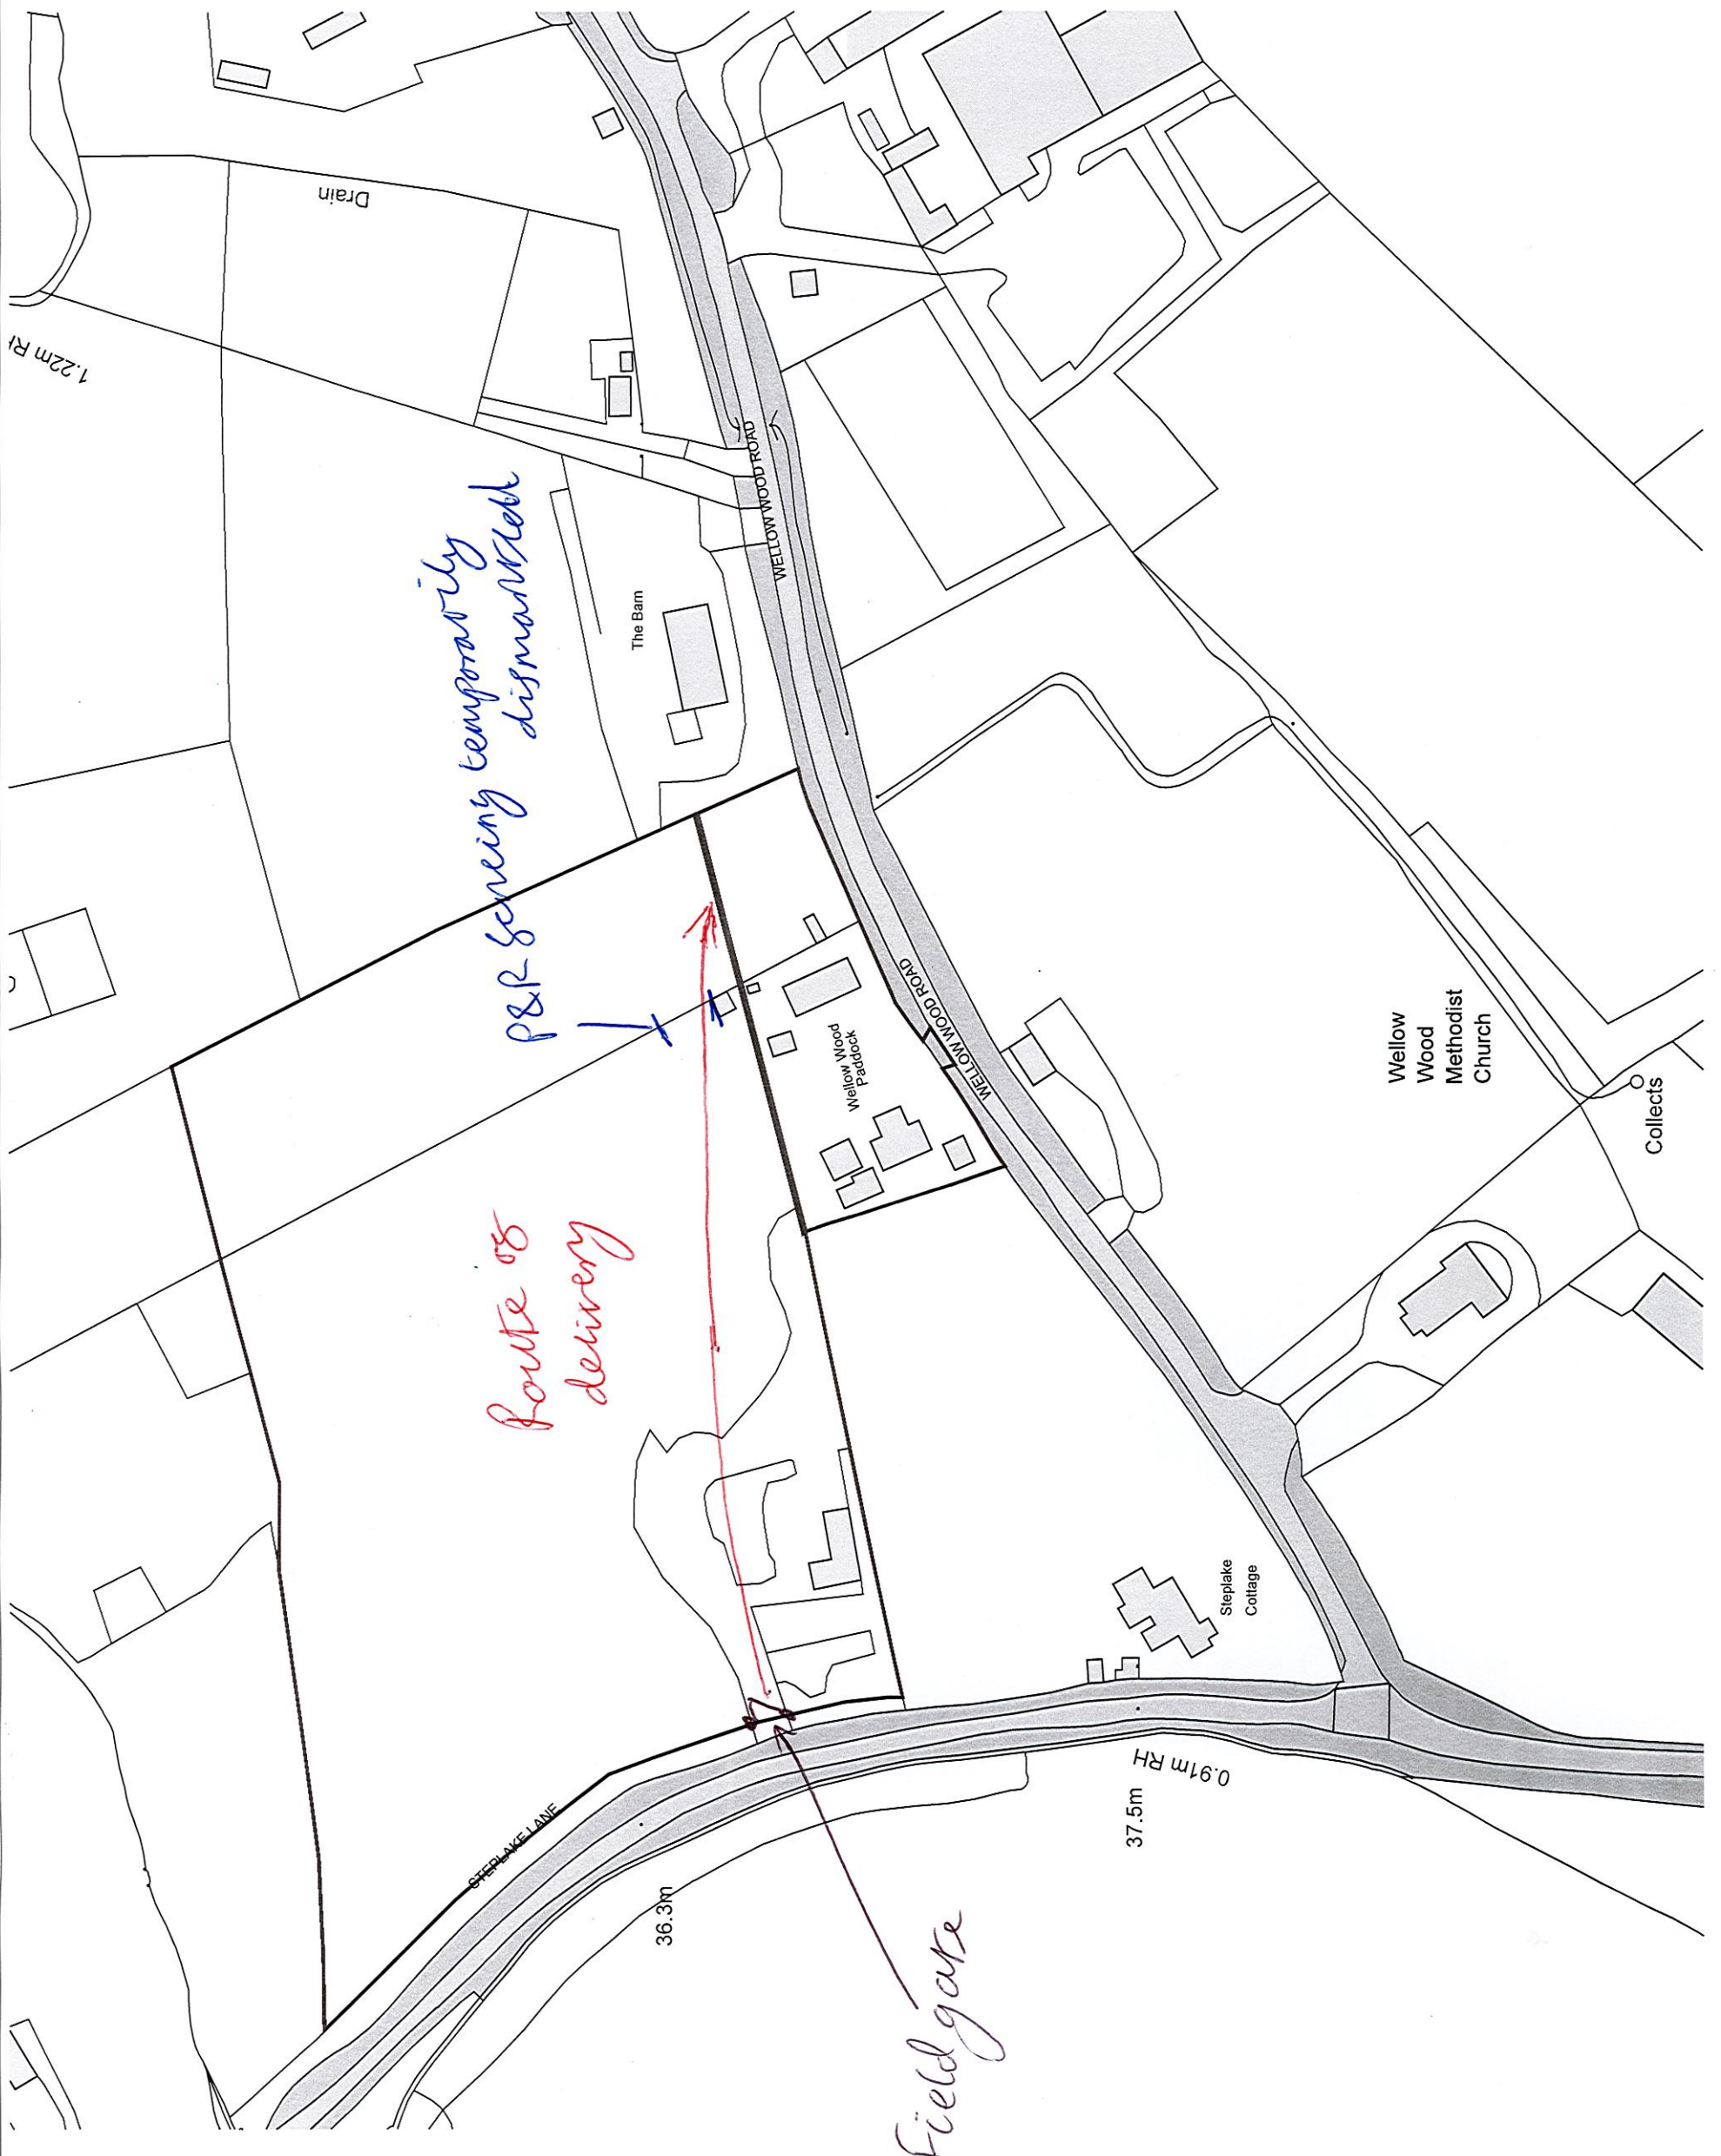 Drain
1.22m RH
WELLOW WOOD ROAD
P&R fencing temporarily
dismantled
The Barn
Wellow Wood
Paddock
WELLOW WOOD ROAD
WELLOW WOOD ROAD
Wellow
Wood
Methodist
Church
Collects
Route of
delivery
Steplake
Cottage
STEPLAKE LANE
36.3m
0.91m RH
37.5m
Field gate